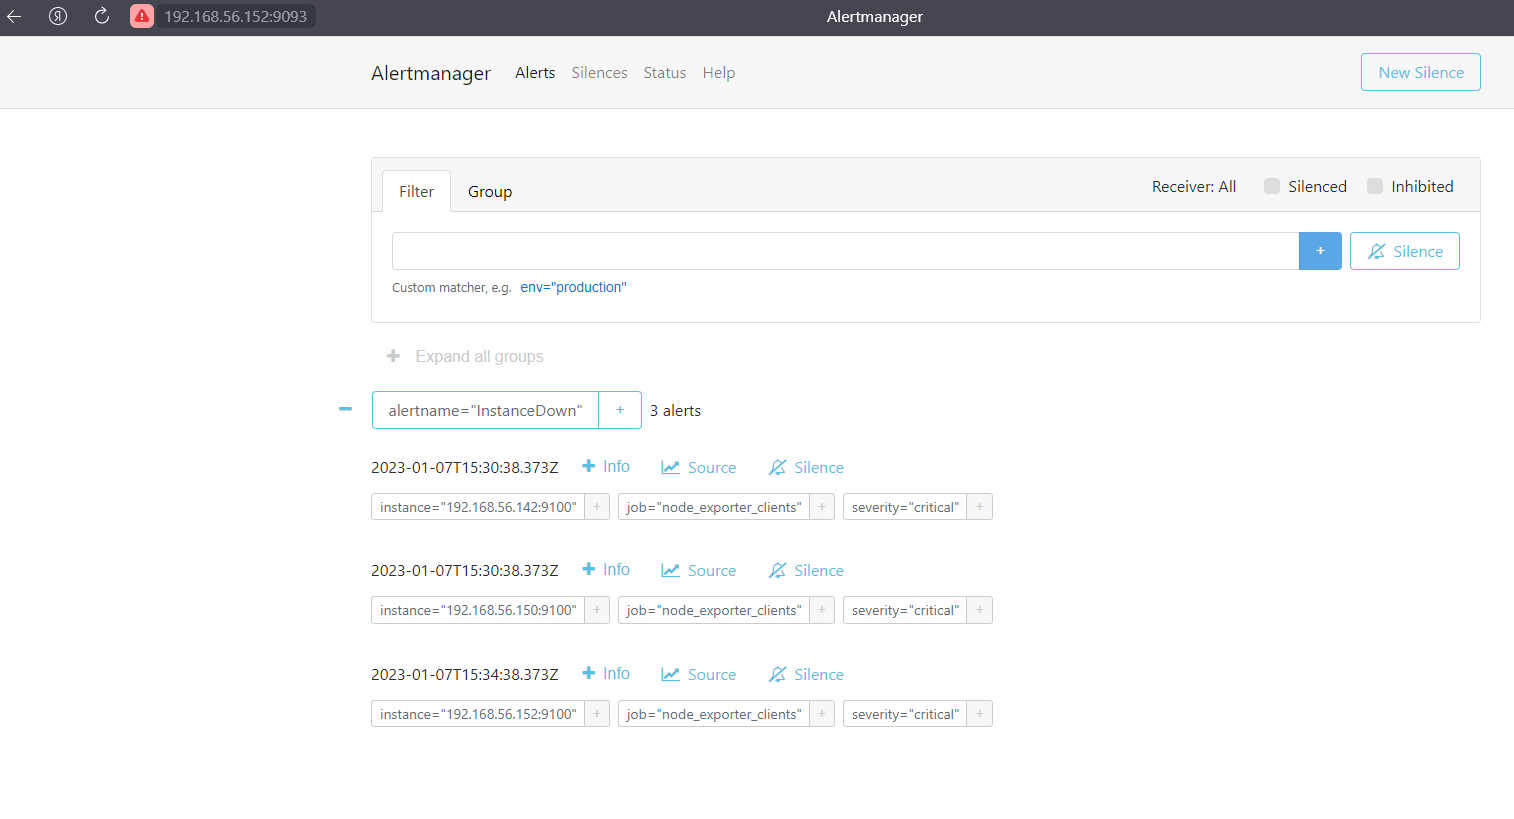 192.168.56.152:9093 Alertmanager
Alertmanager Alerts Silences Status Help New Silence
Filter Group Receiver: All Silenced Inhibited
+ Silence
Custom matcher, e.g. env="production"
+ Expand all groups
alertname="InstanceDown" + 3 alerts
2023-01-07T15:30:38.373Z + Info Source Silence
instance="192.168.56.142:9100" + job="node_exporter_clients" + severity="critical" +
2023-01-07T15:30:38.373Z + Info Source Silence
instance="192.168.56.150:9100" + job="node_exporter_clients" + severity="critical" +
2023-01-07T15:34:38.373Z + Info Source Silence
instance="192.168.56.152:9100" + job="node_exporter_clients" + severity="critical" +